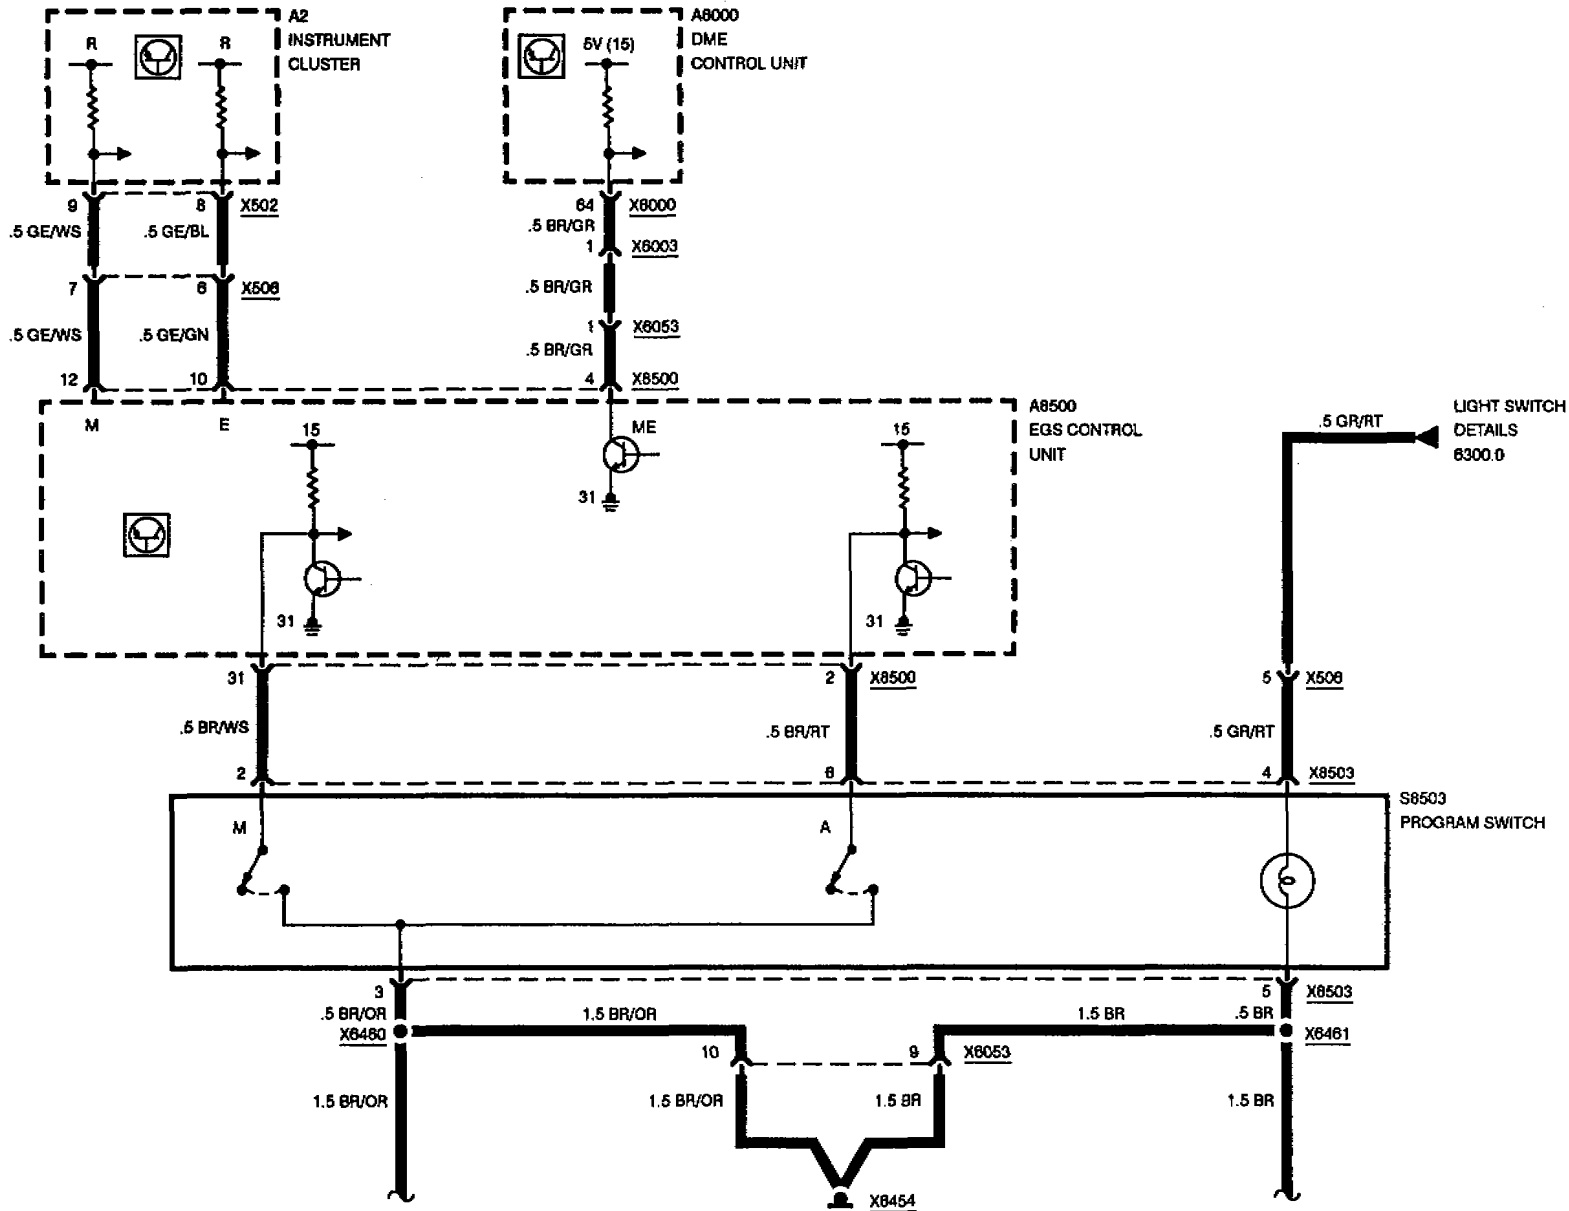 A2
INSTRUMENT
CLUSTER
R
R
A6000
DME
CONTROL UNIT
5V (15)
9
8
X502
64
X6000
.5 GE/WS
.5 GE/BL
.5 BR/GR
1
X6003
7
6
X506
.5 BR/GR
.5 GE/WS
.5 GE/GN
1
X6053
.5 BR/GR
12
10
4
X8500
M
E
15
ME
31
15
A8500
EGS CONTROL
UNIT
.5 GR/RT
LIGHT SWITCH
DETAILS
6300.0
31
31
31
2
X8500
5
X506
.5 BR/WS
.5 BR/RT
.5 GR/RT
2
6
4
X8503
S8503
PROGRAM SWITCH
M
A
3
5
X8503
.5 BR/OR
1.5 BR/OR
1.5 BR
.5 BR
X6460
X6461
10
9
X6053
1.5 BR/OR
1.5 BR/OR
1.5 BR
1.5 BR
X6454